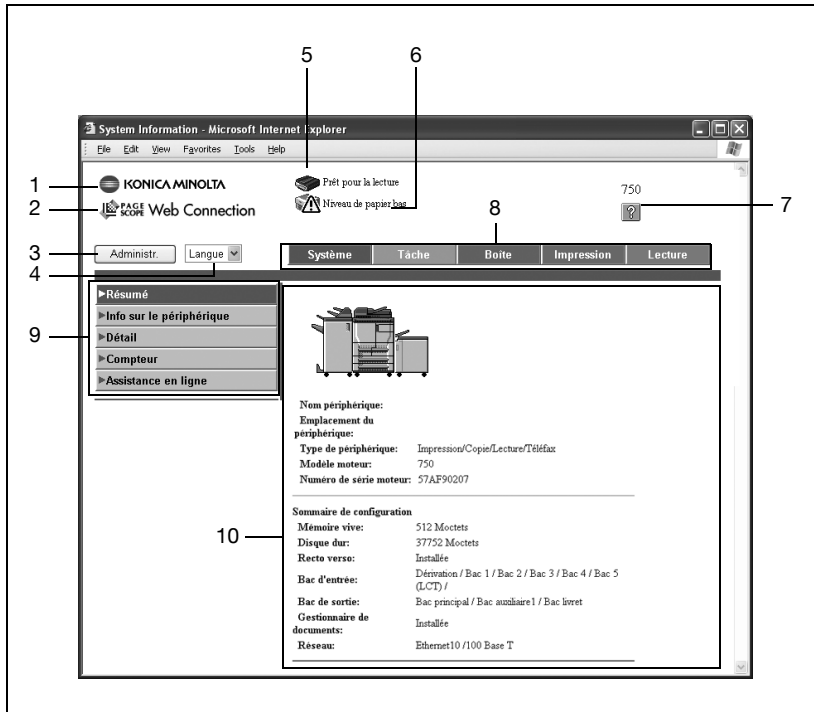 5
6
System Information - Microsoft Internet Explorer
File Edit View Favorites Tools Help
1
KONICA MINOLTA
Prêt pour la lecture
750
2
PAGE SCOPE Web Connection
Niveau de papier bas
?
7
8
3
Administr.
Langue
Système
Tâche
Boîte
Impression
Lecture
4
9
Résumé
Info sur le périphérique
Détail
Compteur
Assistance en ligne
Nom périphérique:
Emplacement du
périphérique:
Type de périphérique: Impression/Copie/Lecture/Téléfax
Modèle moteur: 750
Numéro de série moteur: 57AF90207
10
Sommaire de configuration
Mémoire vive: 512 Moctets
Disque dur: 37752 Moctets
Recto verso: Installée
Bac d'entrée: Dérivation / Bac 1 / Bac 2 / Bac 3 / Bac 4 / Bac 5
(LCT) /
Bac de sortie: Bac principal / Bac auxiliaire1 / Bac livret
Gestionnaire de
documents: Installée
Réseau: Ethernet10 /100 Base T